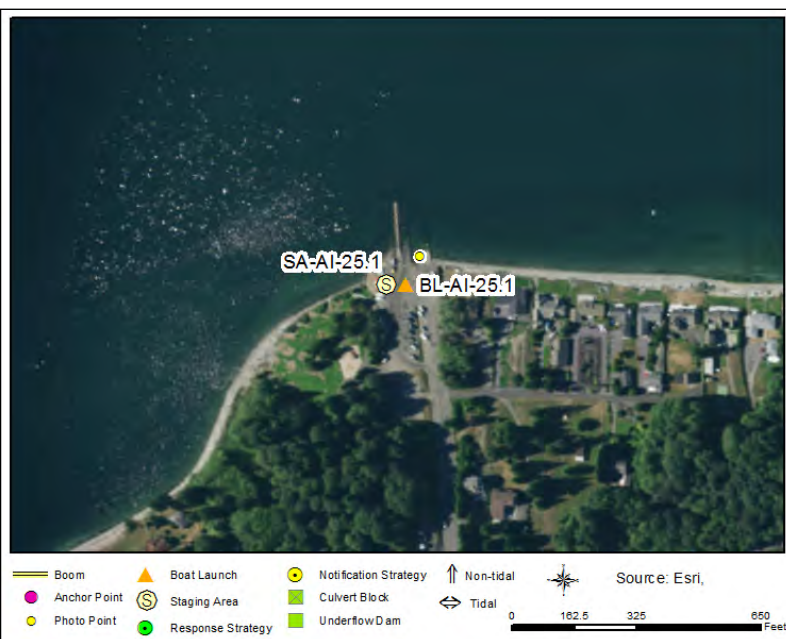 SA-AI-25.1
S BL-AI-25.1
Boom Boat Launch Notification Strategy Non-tidal Source: Esri,
Anchor Point S Staging Area Culvert Block Tidal
Photo Point Response Strategy Underflow Dam 0 162.5 325 650
Feet